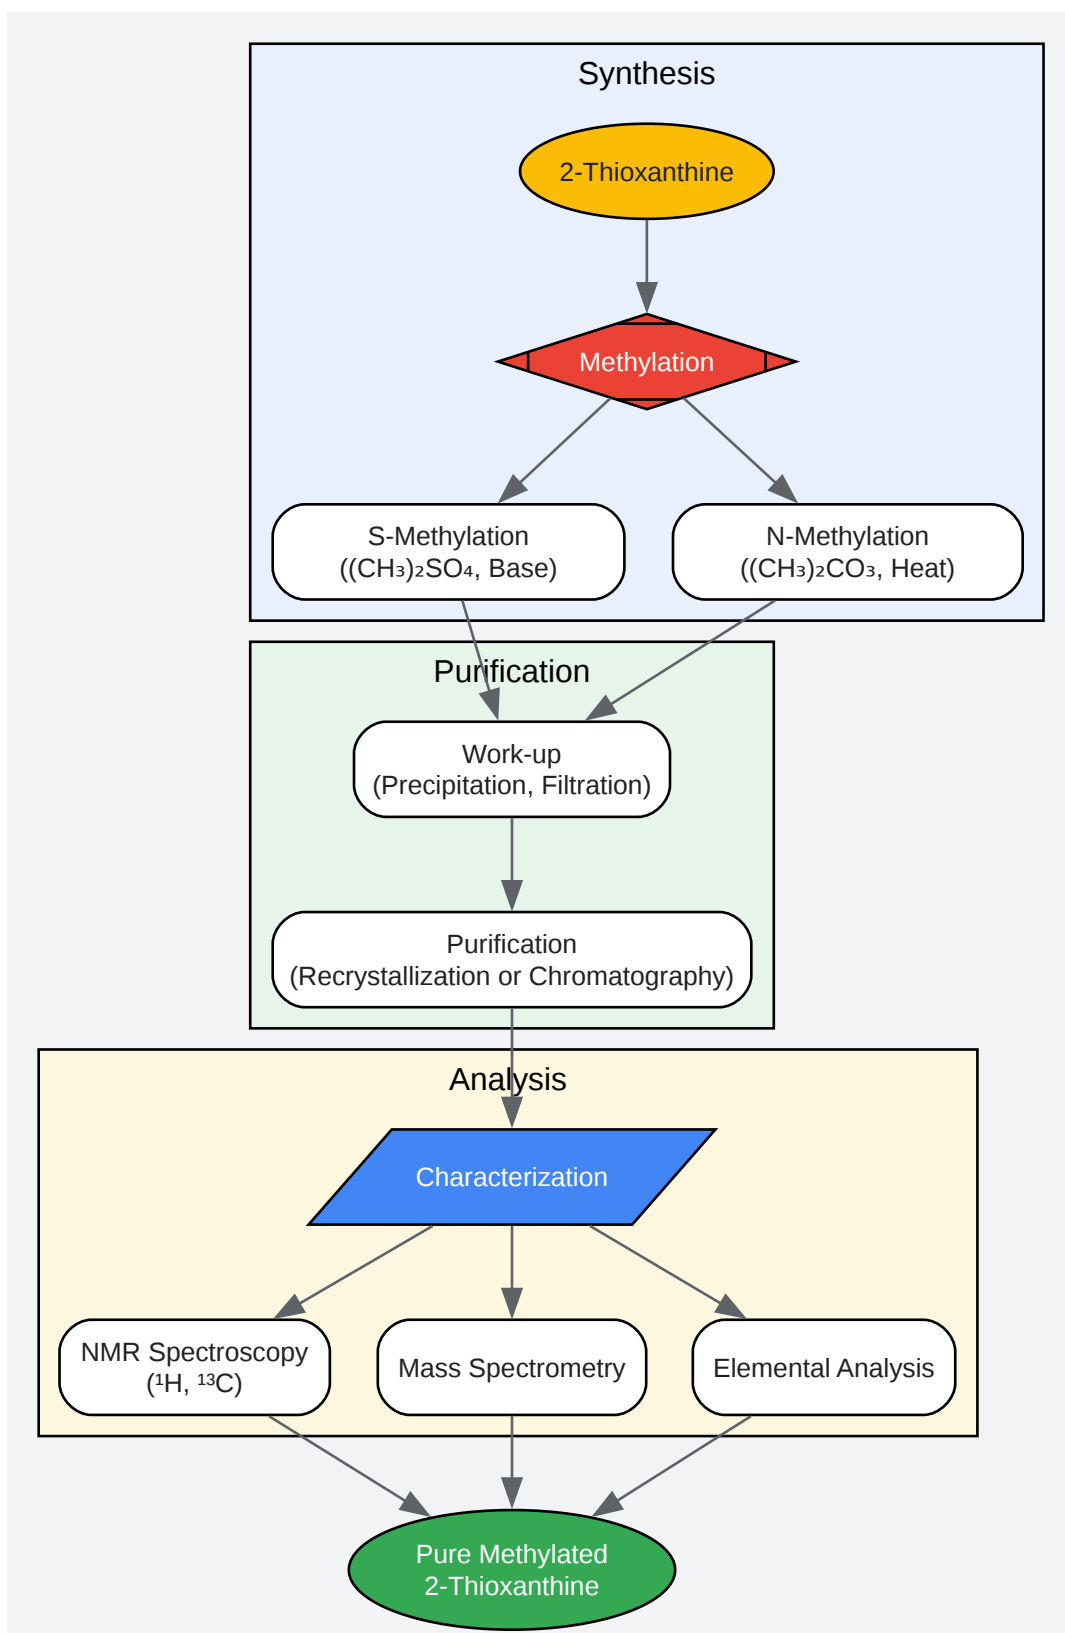 Synthesis
2-Thioxanthine
Methylation
S-Methylation
((CH₃)₂SO₄, Base)
N-Methylation
((CH₃)₂CO₃, Heat)
Purification
Work-up
(Precipitation, Filtration)
Purification
(Recrystallization or Chromatography)
Analysis
Characterization
NMR Spectroscopy
(¹H, ¹³C)
Mass Spectrometry
Elemental Analysis
Pure Methylated
2-Thioxanthine